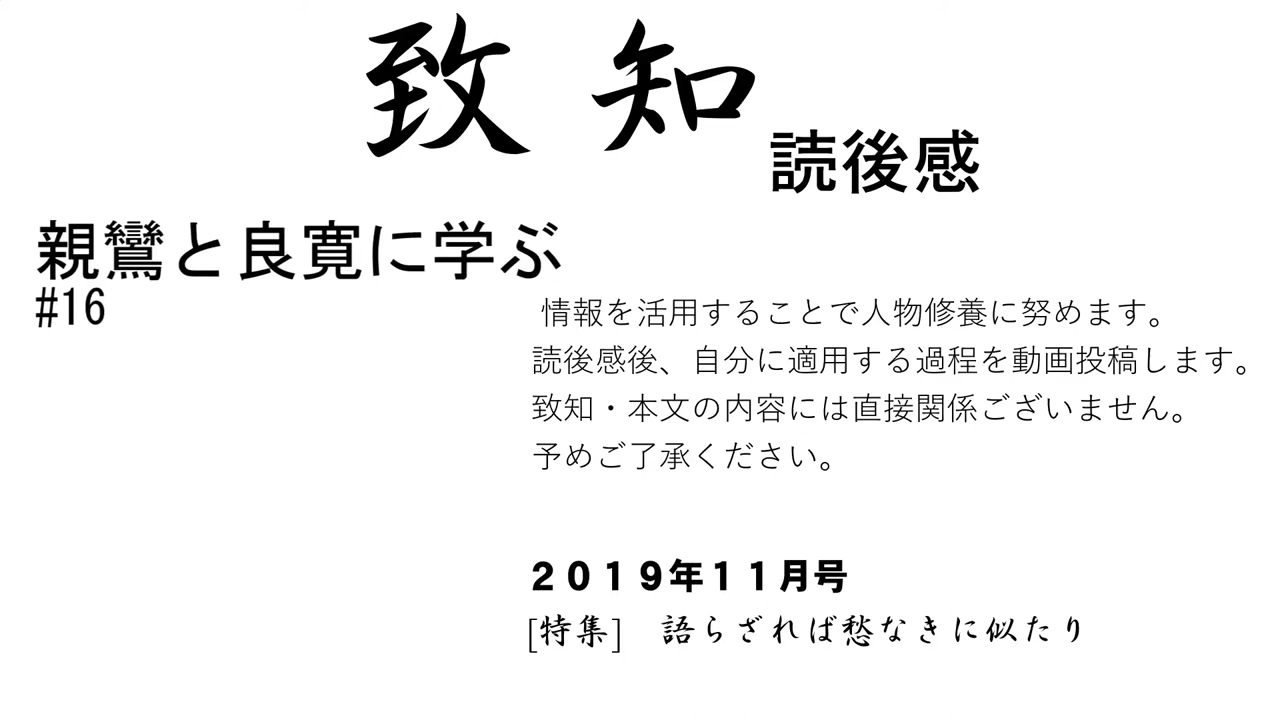 致知
読後感
親鸞と良寛に学ぶ
#16
情報を活用することで人物修養に努めます。
読後感後、自分に適用する過程を動画投稿します。
致知・本文の内容には直接関係ございません。
予めご了承ください。
2019年11月号
[特集] 語らざれば愁なきに似たり